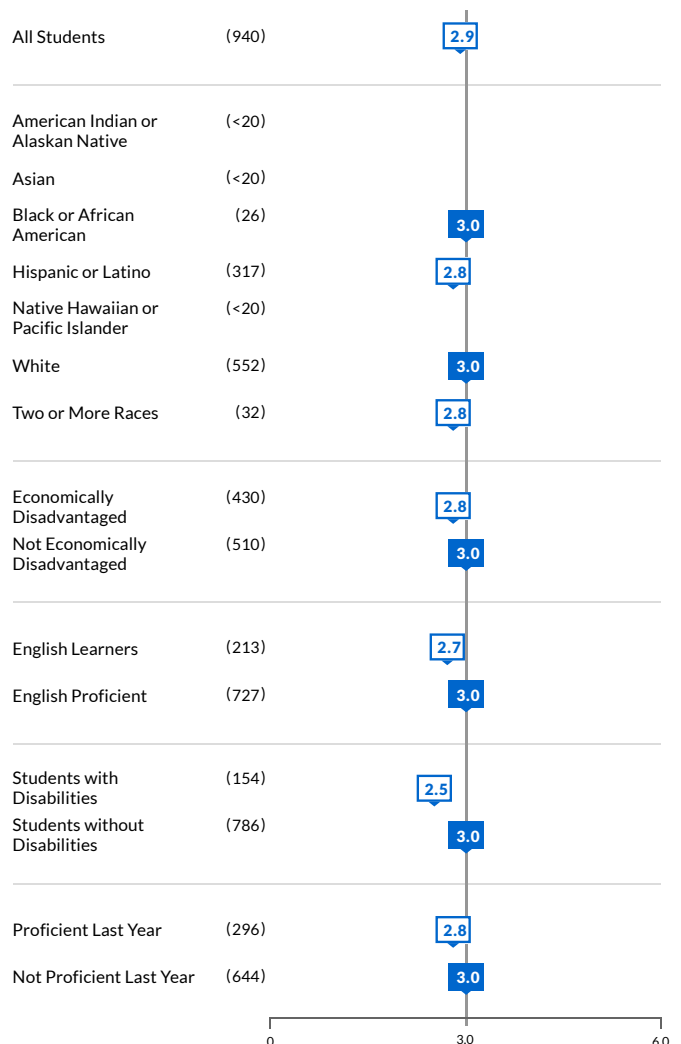 All Students (940) 2.9
American Indian or (<20)
Alaskan Native
Asian (<20)
Black or African (26) 3.0
American
Hispanic or Latino (317) 2.8
Native Hawaiian or (<20)
Pacific Islander
White (552) 3.0
Two or More Races (32) 2.8
Economically (430) 2.8
Disadvantaged
Not Economically (510) 3.0
Disadvantaged
English Learners (213) 2.7
English Proficient (727) 3.0
Students with (154) 2.5
Disabilities
Students without (786) 3.0
Disabilities
Proficient Last Year (296) 2.8
Not Proficient Last Year (644) 3.0
0 3.0 6.0